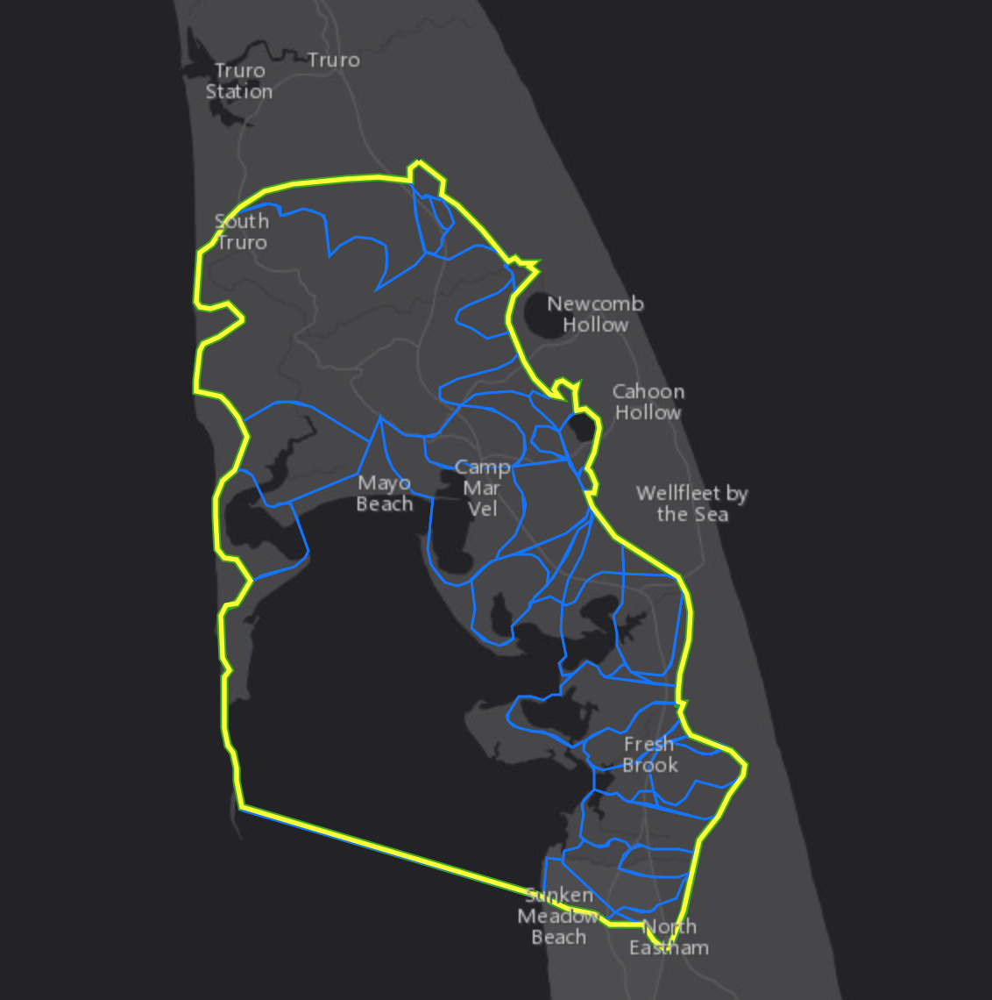 Truro
Truro
Station
South
Truro
Newcomb
Hollow
Cahoon
Hollow
Camp
Mar
Vel
Mayo
Beach
Wellfleet by
the Sea
Fresh
Brook
Sunken
Meadow
Beach
North
Eastham